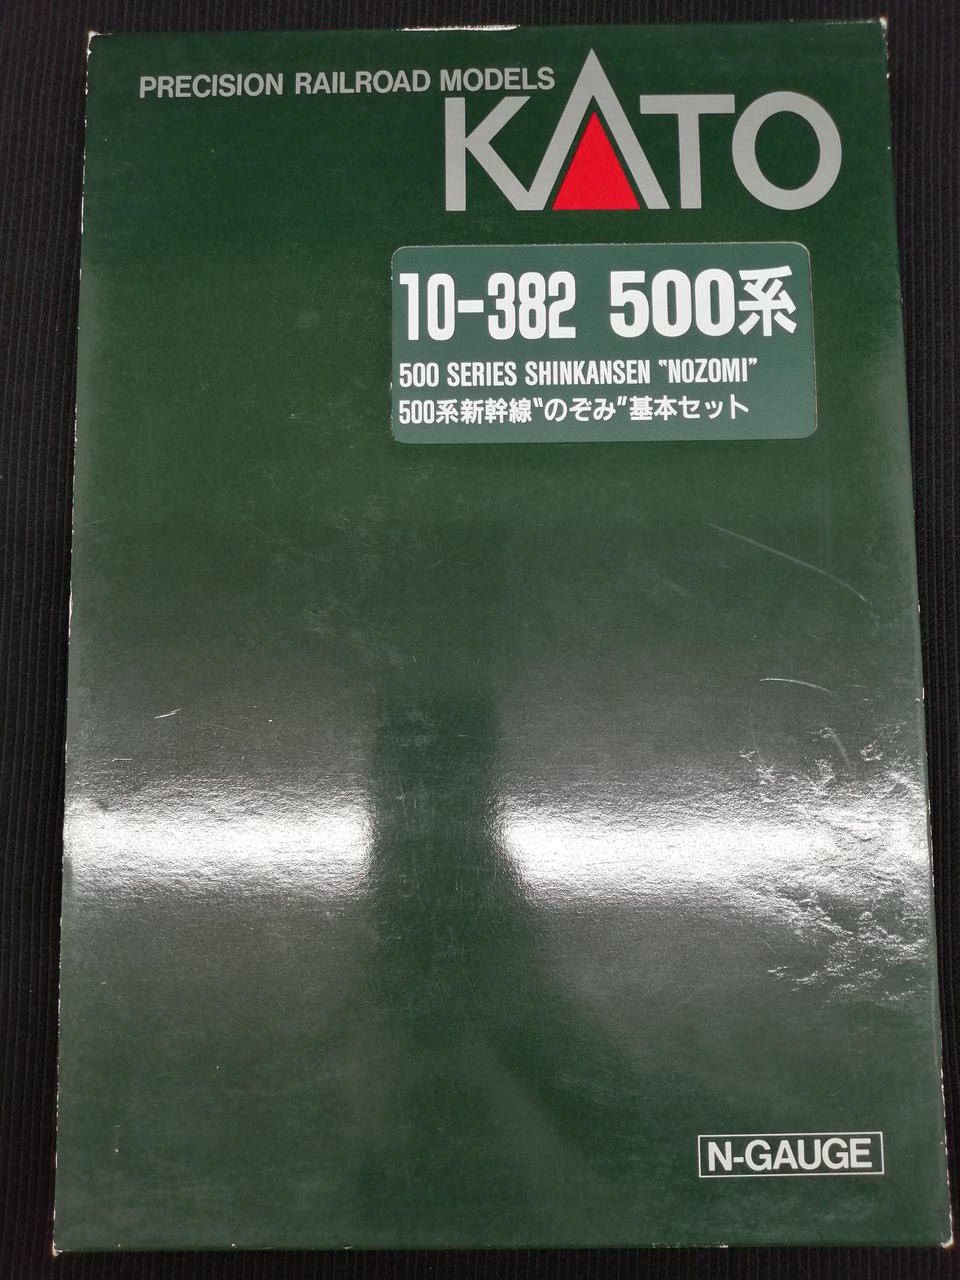 PRECISION RAILROAD MODELS
KATO
10-382 500系
500 SERIES SHINKANSEN "NOZOMI"
500系新幹線"のぞみ"基本セット
N-GAUGE